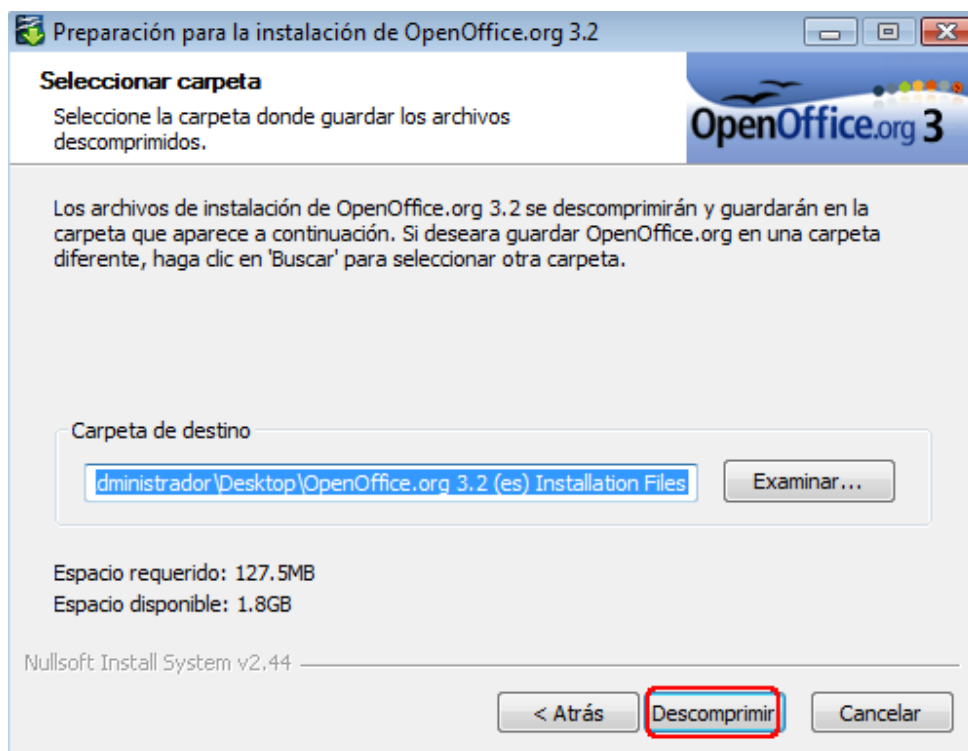 Preparación para la instalación de OpenOffice.org 3.2
Seleccionar carpeta
Seleccione la carpeta donde guardar los archivos
descomprimidos.
OpenOffice.org 3
Los archivos de instalación de OpenOffice.org 3.2 se descomprimirán y guardarán en la
carpeta que aparece a continuación. Si deseara guardar OpenOffice.org en una carpeta
diferente, haga clic en 'Buscar' para seleccionar otra carpeta.
Carpeta de destino
dministrador\Desktop\OpenOffice.org 3.2 (es) Installation Files
Examinar...
Espacio requerido: 127.5MB
Espacio disponible: 1.8GB
Nullsoft Install System v2.44
< Atrás
Descomprimir
Cancelar